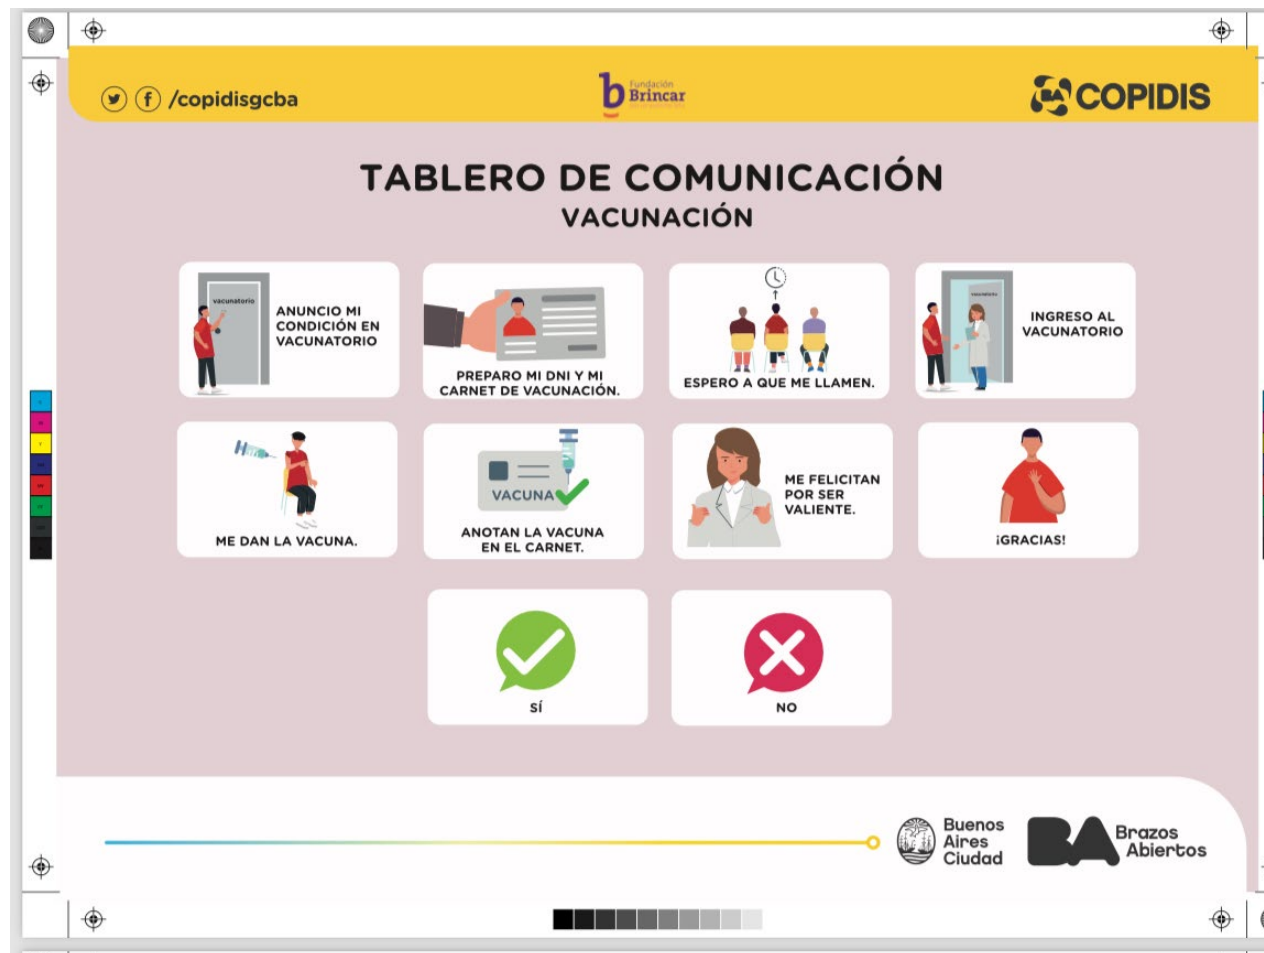 /copidisgcba
Fundación
Brincar
BA COPIDIS
TABLERO DE COMUNICACIÓN
VACUNACIÓN
vacunatorio
ANUNCIO MI
CONDICIÓN EN
VACUNATORIO
PREPARO MI DNI Y MI
CARNET DE VACUNACIÓN.
ESPERO A QUE ME LLAMEN.
vacunatorio
INGRESO AL
VACUNATORIO
ME DAN LA VACUNA.
VACUNA
ANOTAN LA VACUNA
EN EL CARNET.
ME FELICITAN
POR SER
VALIENTE.
¡GRACIAS!
SÍ
NO
Buenos
Aires
Ciudad
BA
Brazos
Abiertos